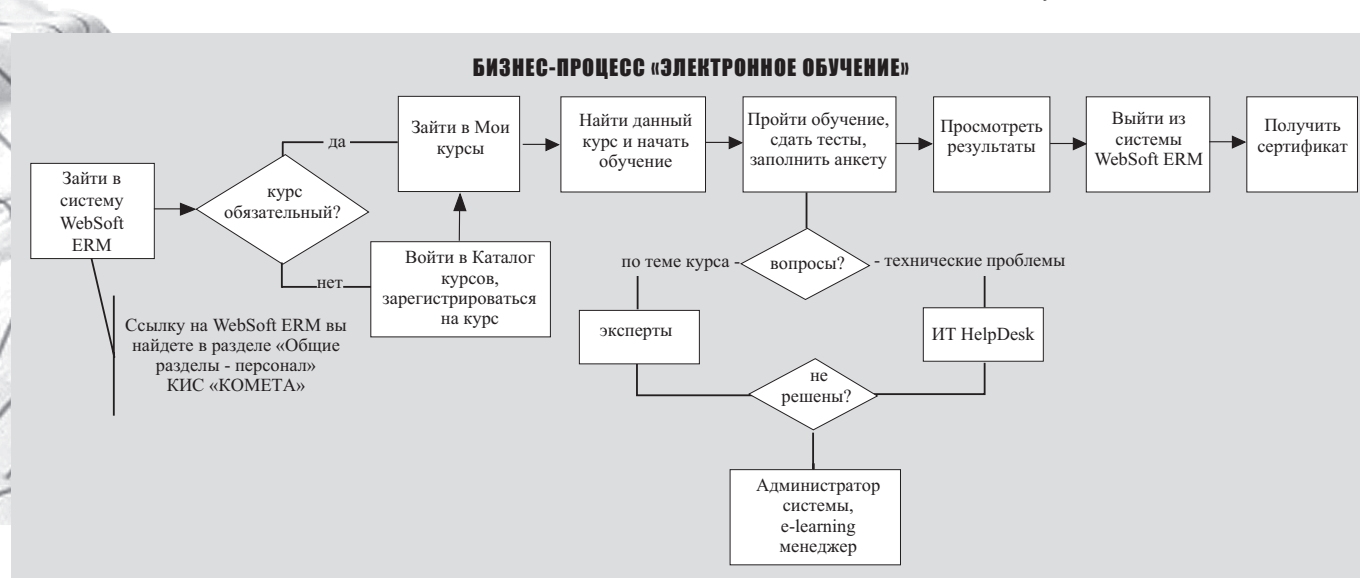 БИЗНЕС-ПРОЦЕСС «ЭЛЕКТРОННОЕ ОБУЧЕНИЕ»
Зайти в
систему
WebSoft
ERM
курс
обязательный?
да
нет
Зайти в Мои
курсы
Войти в Каталог
курсов,
зарегистрироваться
на курс
Найти данный
курс и начать
обучение
Пройти обучение,
сдать тесты,
заполнить анкету
Просмотреть
результаты
Выйти из
системы
WebSoft ERM
Получить
сертификат
Ссылку на WebSoft ERM вы
найдете в разделе «Общие
разделы - персонал»
КИС «КОМЕТА»
по теме курса -
вопросы?
- технические проблемы
эксперты
ИТ HelpDesk
не
решены?
Администратор
системы,
e-learning
менеджер